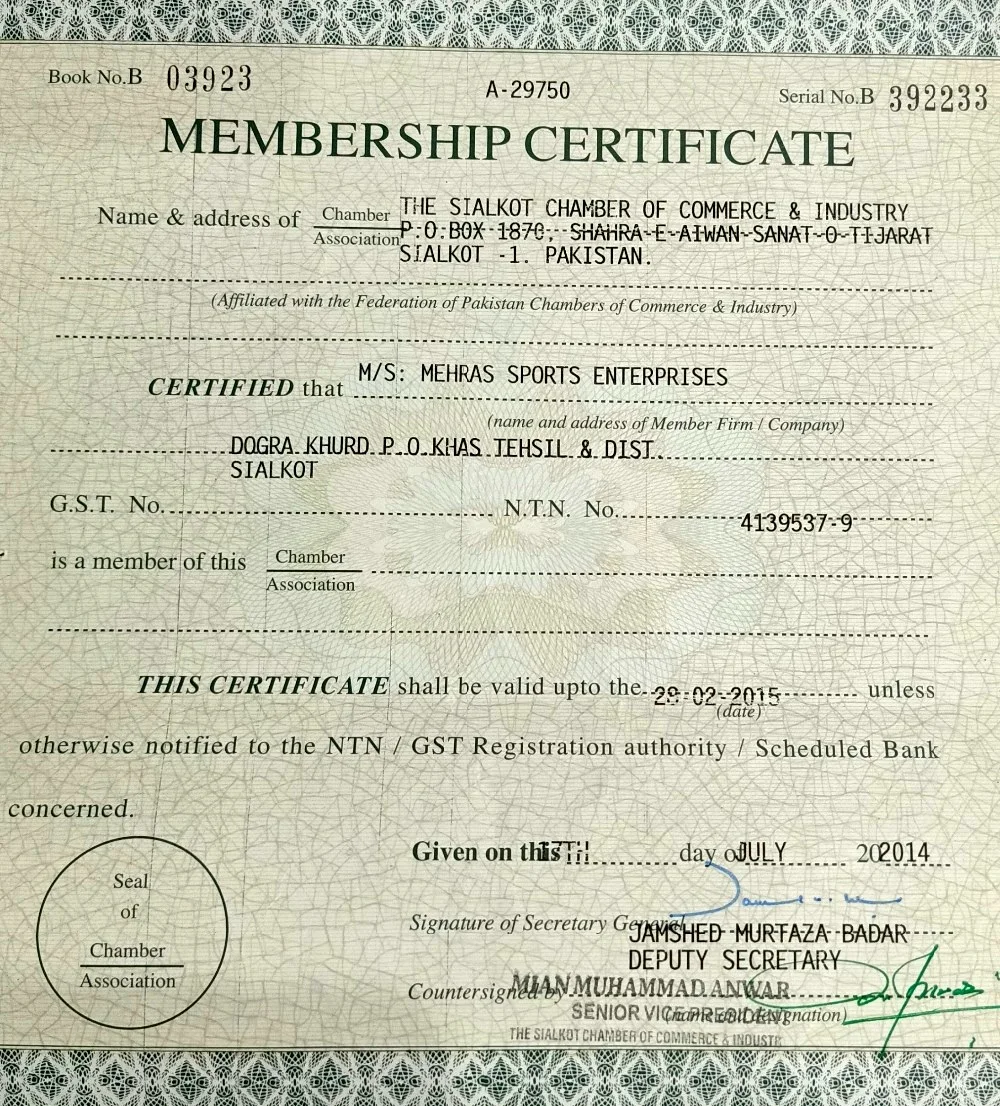 Book No.B 03923
A-29750
Serial No.B 392233
MEMBERSHIP CERTIFICATE
Name & address of Chamber THE SIALKOT CHAMBER OF COMMERCE & INDUSTRY
Association P.O.BOX 1870, SHAHRA-E-AIWAN-SANAT-O-TIJARAT
SIALKOT -1. PAKISTAN.
(Affiliated with the Federation of Pakistan Chambers of Commerce & Industry)
CERTIFIED that M/S: MEHRAS SPORTS ENTERPRISES
(name and address of Member Firm / Company)
DOGRA KHURD P.O.KHAS TEHSIL & DIST.
SIALKOT
G.S.T. No. N.T.N. No. 4139537-9
is a member of this Chamber
Association
THIS CERTIFICATE shall be valid upto the -02-2015 unless
(date)
otherwise notified to the NTN / GST Registration authority / Scheduled Bank
concerned.
Given on this 17TH day of JULY 20 2014
Seal
of
Chamber
Association
Signature of Secretary General
JAMSHED MURTAZA BADAR
DEPUTY SECRETARY
Countersigned by MIAN MUHAMMAD ANWAR
SENIOR VICE PRESIDENT (name and designation)
THE SIALKOT CHAMBER OF COMMERCE & INDUSTR